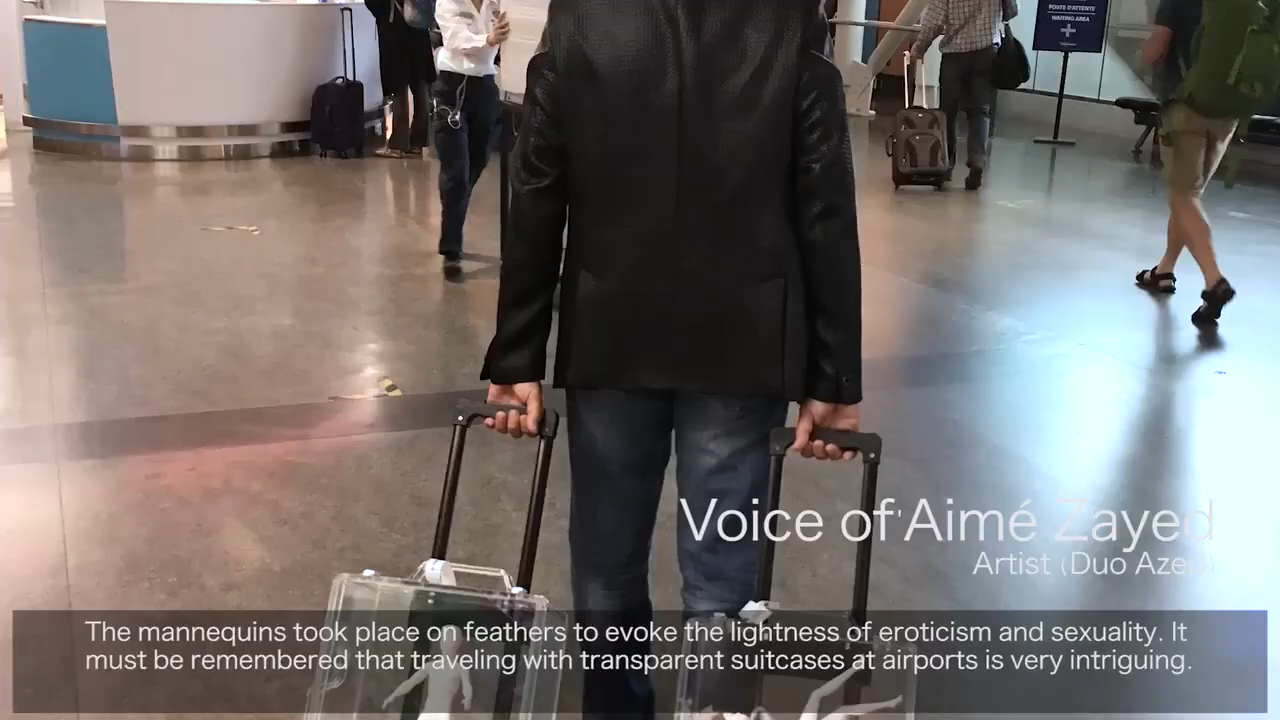 POSTE D'ATTENTE
WAITING AREA
Voice of Aimé Zayed
Artist (Duo Azed)
The mannequins took place on feathers to evoke the lightness of eroticism and sexuality. It
must be remembered that traveling with transparent suitcases at airports is very intriguing.